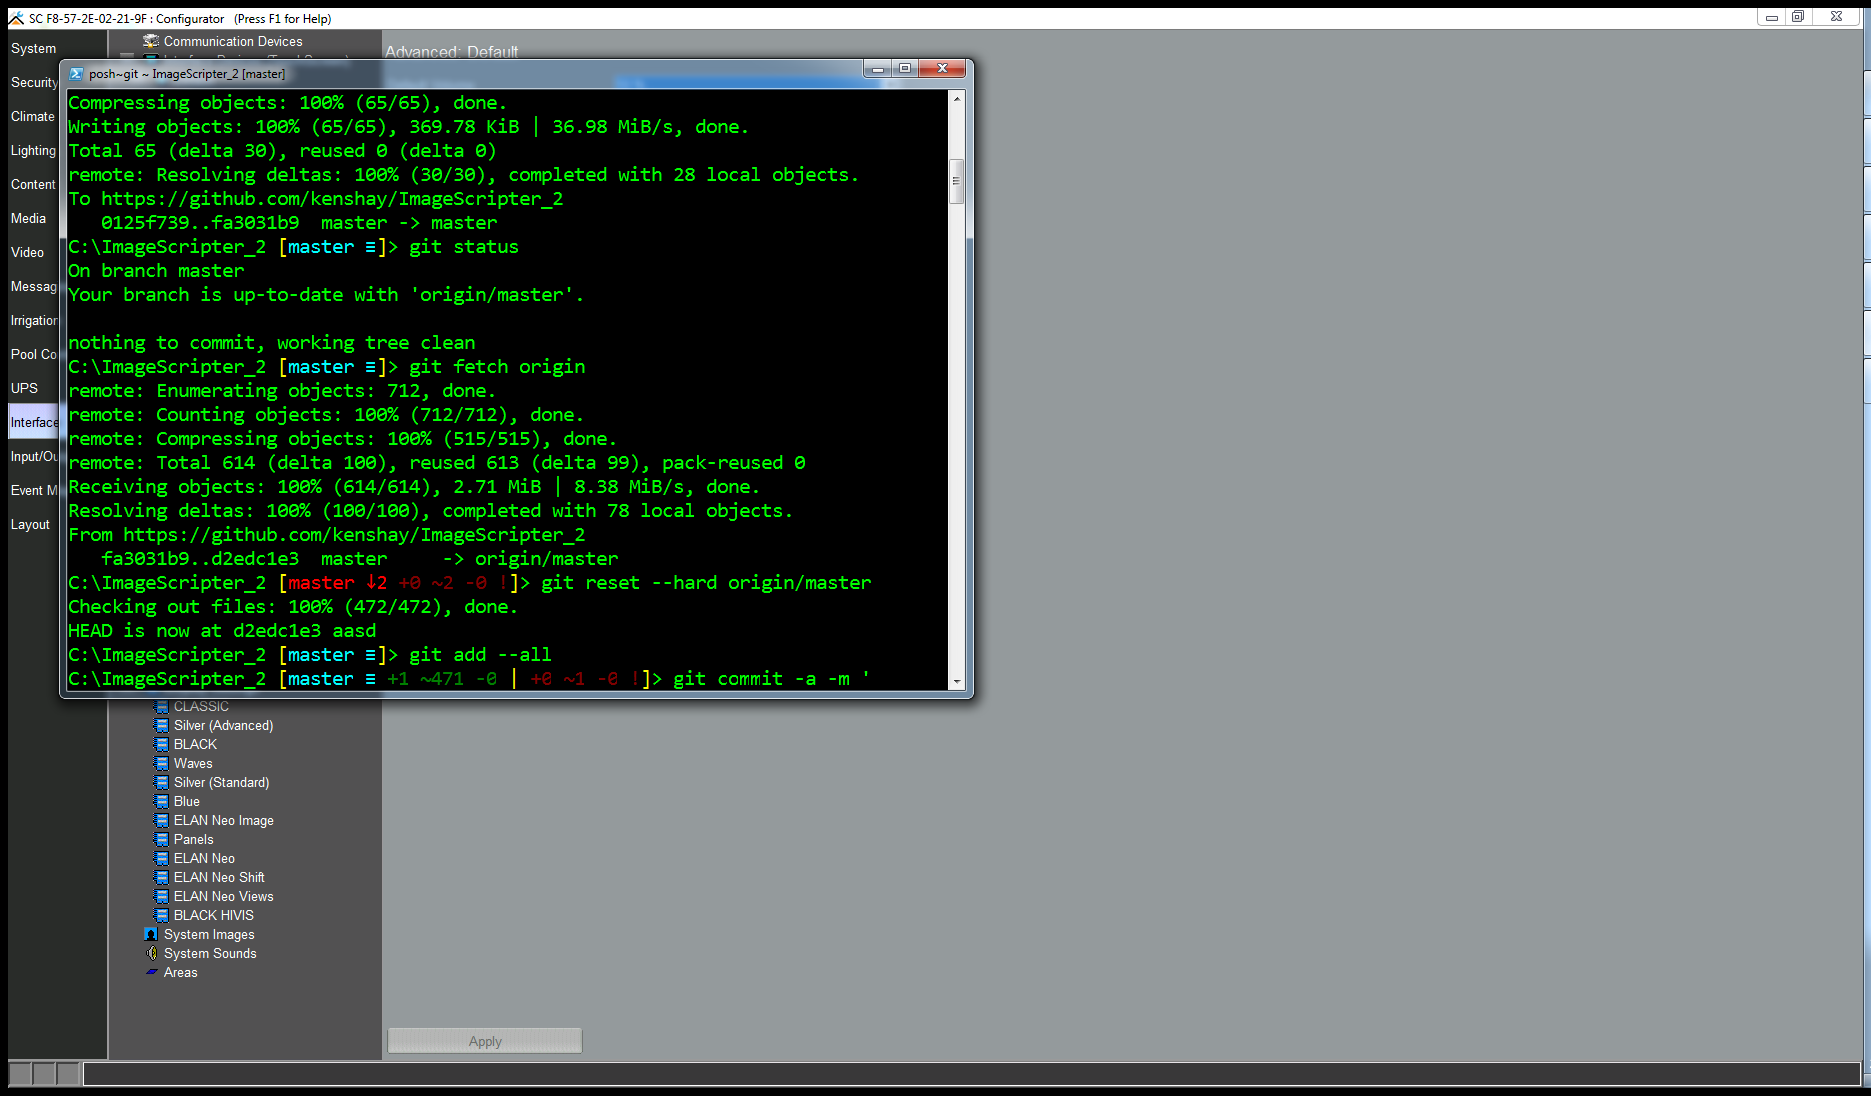 SC F8-57-2E-02-21-9F : Configurator   (Press F1 for Help)
System
Security
Climate
Lighting
Content
Media
Video
Messag
Irrigation
Pool Co
UPS
Interface
Input/Ou
Event M
Layout
Communication Devices
Advanced: Default
posh~git ~ ImageScripter_2 [master]
Compressing objects: 100% (65/65), done.
Writing objects: 100% (65/65), 369.78 KiB | 36.98 MiB/s, done.
Total 65 (delta 30), reused 0 (delta 0)
remote: Resolving deltas: 100% (30/30), completed with 28 local objects.
To https://github.com/kenshay/ImageScripter_2
   0125f739..fa3031b9  master -> master
C:\ImageScripter_2 [master ≡]> git status
On branch master
Your branch is up-to-date with 'origin/master'.
nothing to commit, working tree clean
C:\ImageScripter_2 [master ≡]> git fetch origin
remote: Enumerating objects: 712, done.
remote: Counting objects: 100% (712/712), done.
remote: Compressing objects: 100% (515/515), done.
remote: Total 614 (delta 100), reused 613 (delta 99), pack-reused 0
Receiving objects: 100% (614/614), 2.71 MiB | 8.38 MiB/s, done.
Resolving deltas: 100% (100/100), completed with 78 local objects.
From https://github.com/kenshay/ImageScripter_2
   fa3031b9..d2edc1e3  master     -> origin/master
C:\ImageScripter_2 [master ↓2 +0 ~2 -0 !]> git reset --hard origin/master
Checking out files: 100% (472/472), done.
HEAD is now at d2edc1e3 aasd
C:\ImageScripter_2 [master ≡]> git add --all
C:\ImageScripter_2 [master ≡ +1 ~471 -0 | +0 ~1 -0 !]> git commit -a -m '
CLASSIC
Silver (Advanced)
BLACK
Waves
Silver (Standard)
Blue
ELAN Neo Image
Panels
ELAN Neo
ELAN Neo Shift
ELAN Neo Views
BLACK HIVIS
System Images
System Sounds
Areas
Apply